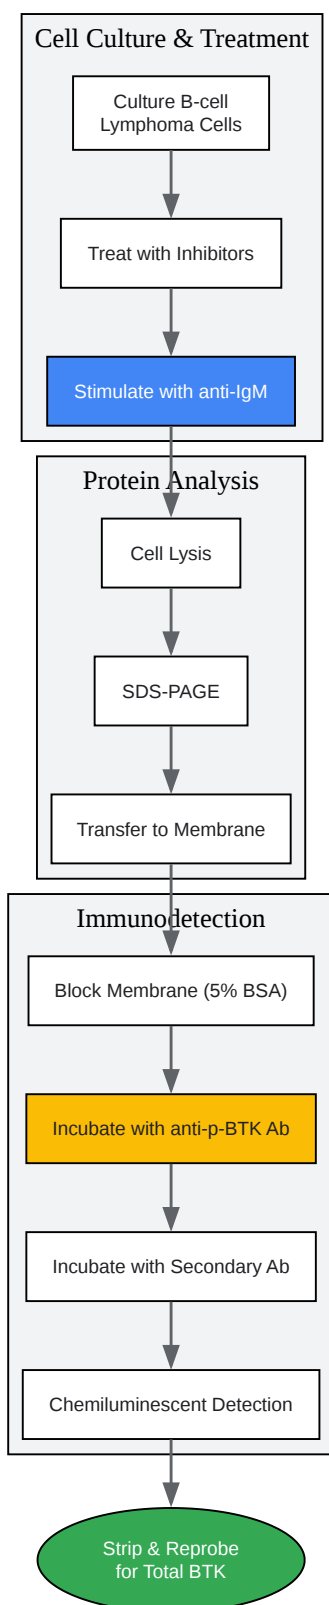 Cell Culture & Treatment
Culture B-cell
Lymphoma Cells
Treat with Inhibitors
Stimulate with anti-IgM
Protein Analysis
Cell Lysis
SDS-PAGE
Transfer to Membrane
Immunodetection
Block Membrane (5% BSA)
Incubate with anti-p-BTK Ab
Incubate with Secondary Ab
Chemiluminescent Detection
Strip & Reprobe
for Total BTK